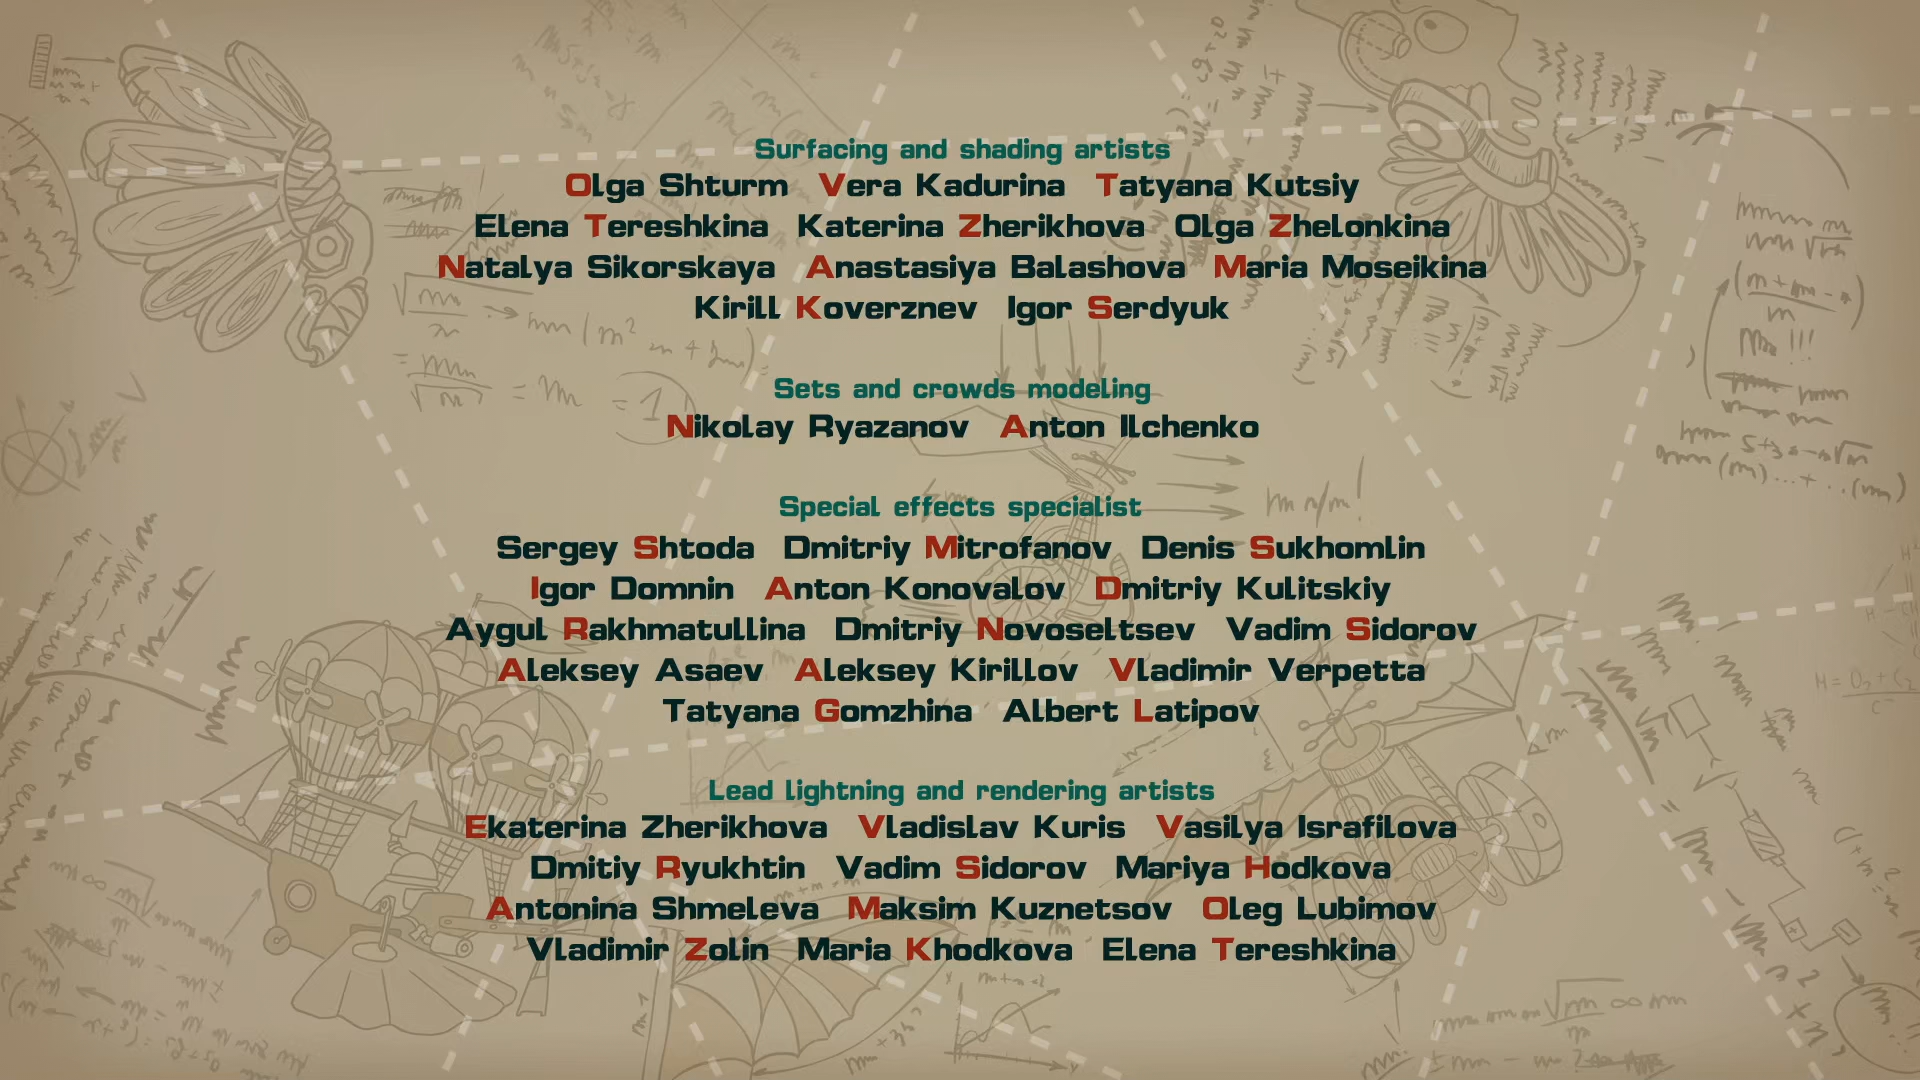 Surfacing and shading artists
Olga Shturm Vera Kadurina Tatyana Kutsiy
Elena Tereshkina Katerina Zherikhova Olga Zhelonkina
Natalya Sikorskaya Anastasiya Balashova Maria Moseikina
Kirill Koverznev Igor Serdyuk
Sets and crowds modeling
Nikolay Ryazanov Anton Ilchenko
Special effects specialist
Sergey Shtoda Dmitriy Mitrofanov Denis Sukhomlin
Igor Domnin Anton Konovalov Dmitriy Kulitskiy
Aygul Rakhmatullina Dmitriy Novoseltsev Vadim Sidorov
Aleksey Asaev Aleksey Kirillov Vladimir Verpetta
Tatyana Gomzhina Albert Latipov
Lead lightning and rendering artists
Ekaterina Zherikhova Vladislav Kuris Vasilya Israfilova
Dmitiy Ryukhtin Vadim Sidorov Mariya Hodkova
Antonina Shmeleva Maksim Kuznetsov Oleg Lubimov
Vladimir Zolin Maria Khodkova Elena Tereshkina